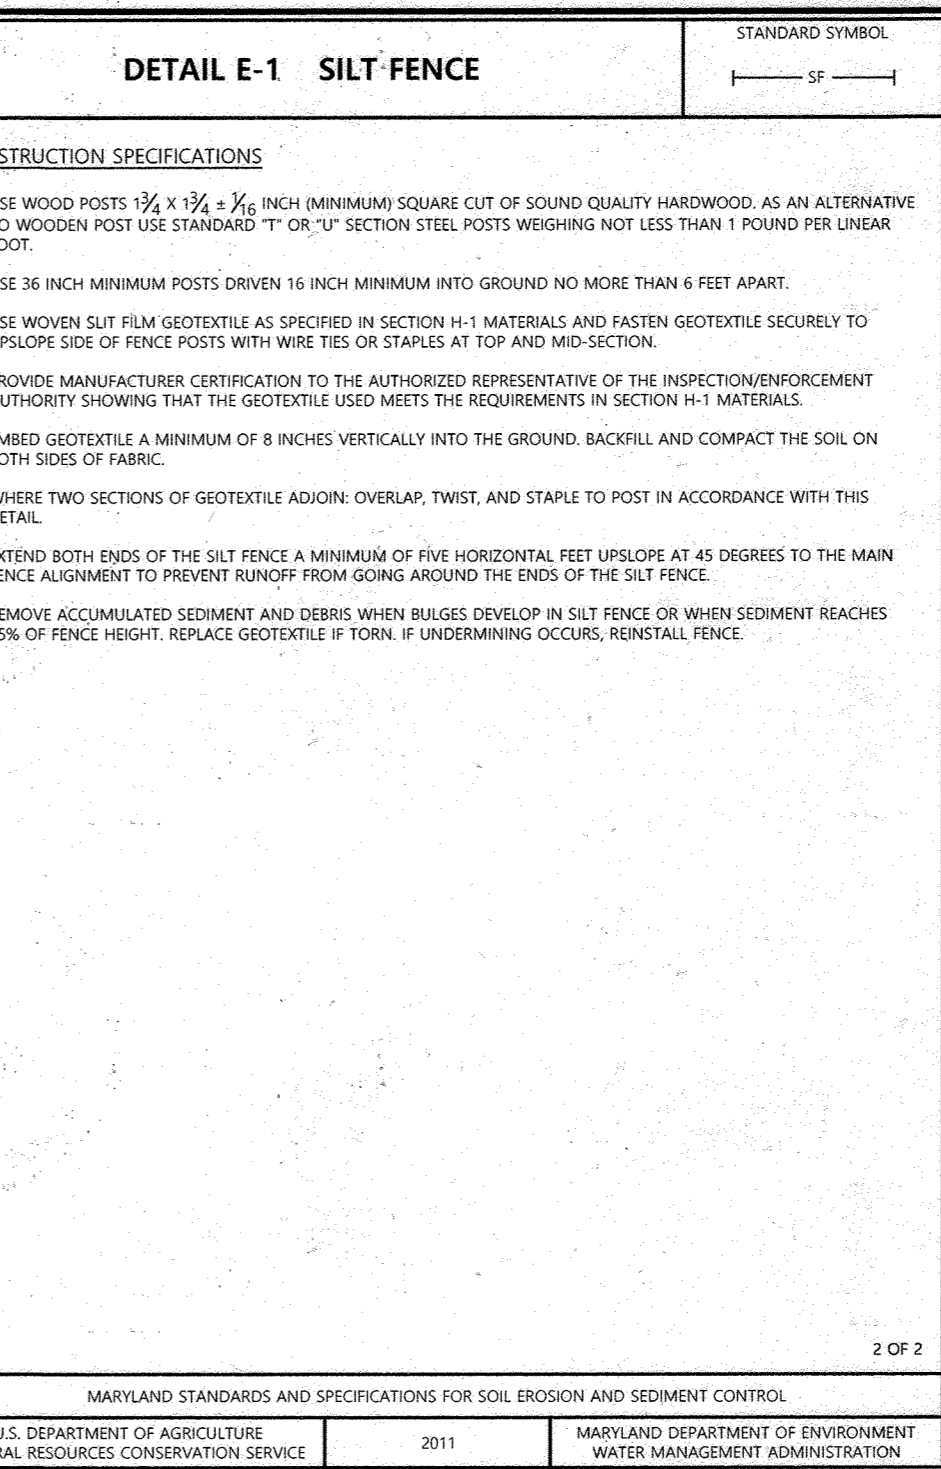 DETAIL E-1 SILT FENCE
STANDARD SYMBOL
SF
STRUCTION SPECIFICATIONS
SE WOOD POSTS 1¾ X 1¾ ± 1/16 INCH (MINIMUM) SQUARE CUT OF SOUND QUALITY HARDWOOD. AS AN ALTERNATIVE
O WOODEN POST USE STANDARD "T" OR "U" SECTION STEEL POSTS WEIGHING NOT LESS THAN 1 POUND PER LINEAR
OOT.
SE 36 INCH MINIMUM POSTS DRIVEN 16 INCH MINIMUM INTO GROUND NO MORE THAN 6 FEET APART.
SE WOVEN SLIT FILM GEOTEXTILE AS SPECIFIED IN SECTION H-1 MATERIALS AND FASTEN GEOTEXTILE SECURELY TO
PSLOPE SIDE OF FENCE POSTS WITH WIRE TIES OR STAPLES AT TOP AND MID-SECTION.
ROVIDE MANUFACTURER CERTIFICATION TO THE AUTHORIZED REPRESENTATIVE OF THE INSPECTION/ENFORCEMENT
UTHORITY SHOWING THAT THE GEOTEXTILE USED MEETS THE REQUIREMENTS IN SECTION H-1 MATERIALS.
MBED GEOTEXTILE A MINIMUM OF 8 INCHES VERTICALLY INTO THE GROUND. BACKFILL AND COMPACT THE SOIL ON
OTH SIDES OF FABRIC.
HERE TWO SECTIONS OF GEOTEXTILE ADJOIN: OVERLAP, TWIST, AND STAPLE TO POST IN ACCORDANCE WITH THIS
ETAIL.
XTEND BOTH ENDS OF THE SILT FENCE A MINIMUM OF FIVE HORIZONTAL FEET UPSLOPE AT 45 DEGREES TO THE MAIN
ENCE ALIGNMENT TO PREVENT RUNOFF FROM GOING AROUND THE ENDS OF THE SILT FENCE.
EMOVE ACCUMULATED SEDIMENT AND DEBRIS WHEN BULGES DEVELOP IN SILT FENCE OR WHEN SEDIMENT REACHES
5% OF FENCE HEIGHT. REPLACE GEOTEXTILE IF TORN. IF UNDERMINING OCCURS, REINSTALL FENCE.
2 OF 2
MARYLAND STANDARDS AND SPECIFICATIONS FOR SOIL EROSION AND SEDIMENT CONTROL
U.S. DEPARTMENT OF AGRICULTURE
RAL RESOURCES CONSERVATION SERVICE
2011
MARYLAND DEPARTMENT OF ENVIRONMENT
WATER MANAGEMENT ADMINISTRATION